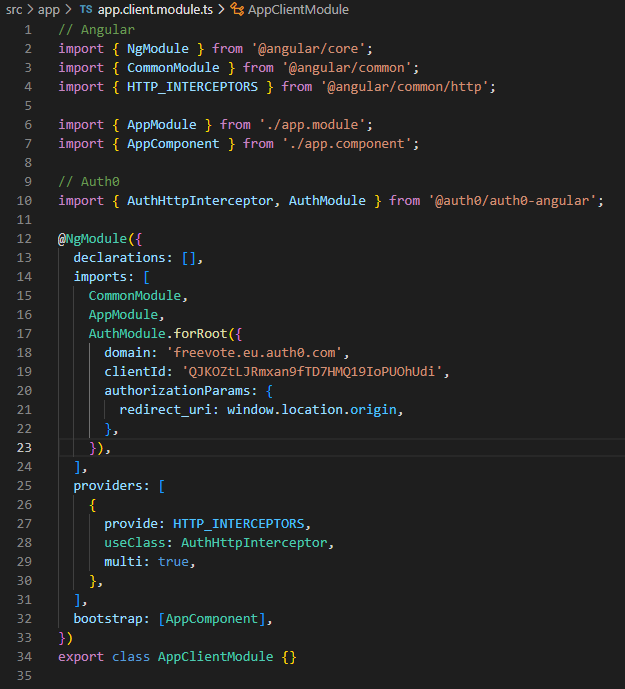 src > app > TS app.client.module.ts > AppClientModule
1 // Angular
2 import { NgModule } from '@angular/core';
3 import { CommonModule } from '@angular/common';
4 import { HTTP_INTERCEPTORS } from '@angular/common/http';
5
6 import { AppModule } from './app.module';
7 import { AppComponent } from './app.component';
8
9 // Auth0
10 import { AuthHttpInterceptor, AuthModule } from '@auth0/auth0-angular';
11
12 @NgModule({
13 declarations: [],
14 imports: [
15 CommonModule,
16 AppModule,
17 AuthModule.forRoot({
18 domain: 'freevote.eu.auth0.com',
19 clientId: 'QJKOZtLJRmxan9fTD7HMQ19IoPUOhUdi',
20 authorizationParams: {
21 redirect_uri: window.location.origin,
22 },
23 }),
24 ],
25 providers: [
26 {
27 provide: HTTP_INTERCEPTORS,
28 useClass: AuthHttpInterceptor,
29 multi: true,
30 },
31 ],
32 bootstrap: [AppComponent],
33 })
34 export class AppClientModule {}
35